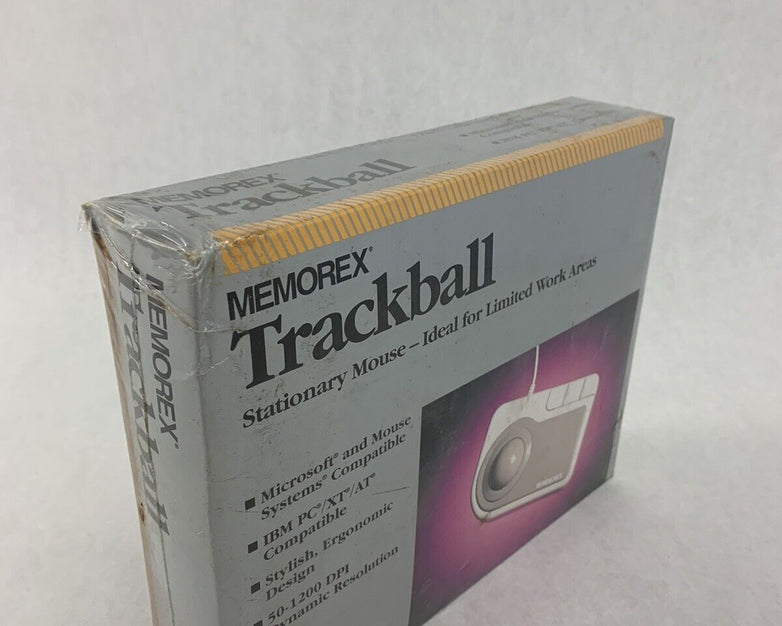 MEMOREX
Trackball
MEMOREX®
Trackball
Stationary Mouse – Ideal for Limited Work Areas
■ Microsoft® and Mouse
Systems® Compatible
■ IBM PC®/XT®/AT®
Compatible
■ Stylish, Ergonomic
Design
■ 50-1200 DPI
Dynamic Resolution
MEMOREX
MEMOREX®
Trackball